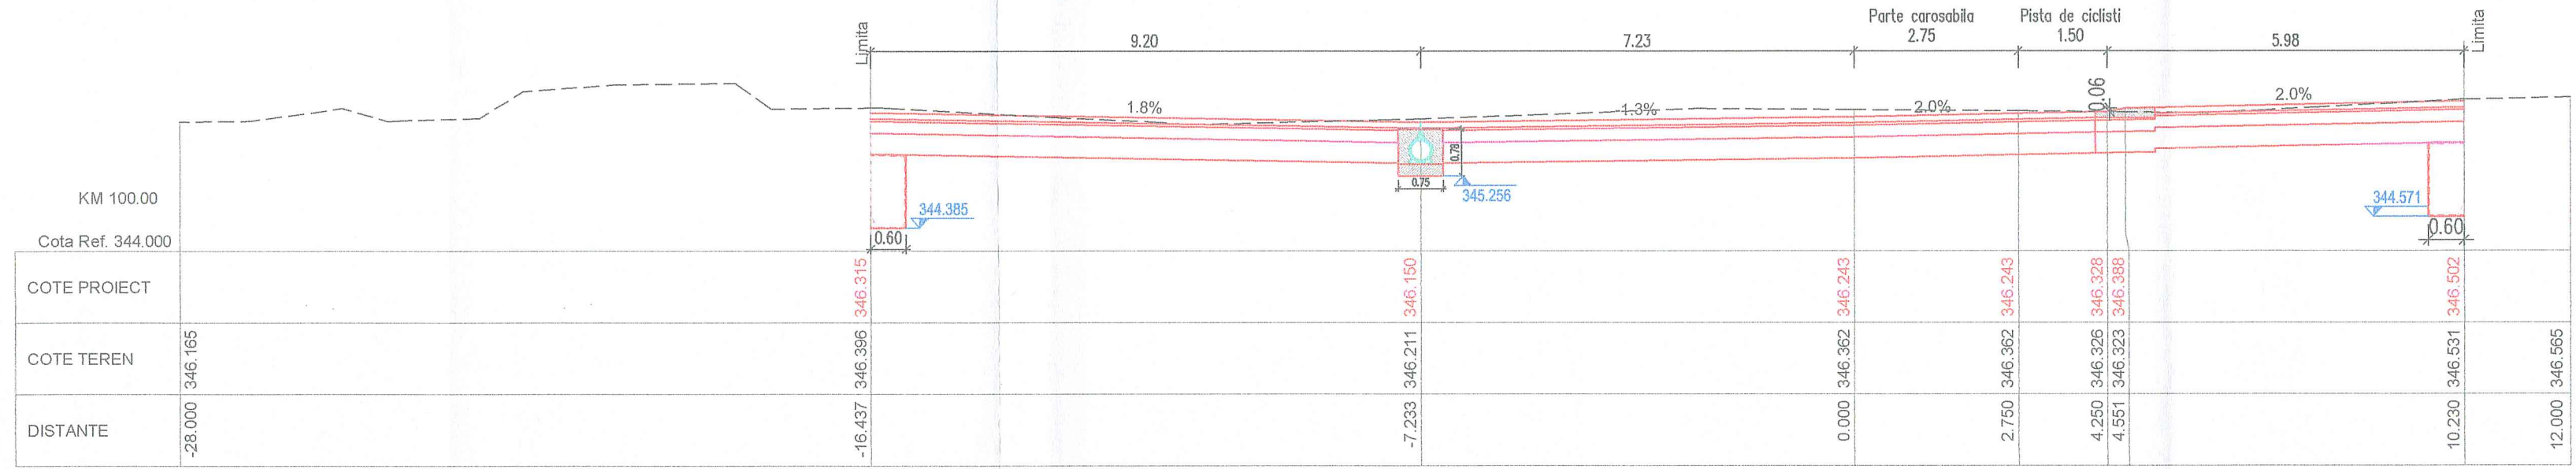 Parte carosabila Pista de ciclisti
Limita 9.20 7.23 2.75 1.50 5.98 Limita
1.8% 1.3% 2.0% 0.06 2.0%
0.78
0.75
345.256
KM 100.00
344.385 344.571
Cota Ref. 344.000
0.60 0.60
COTE PROIECT 346.315 346.150 346.243 346.243 346.328 346.388 346.502
COTE TEREN 346.165 346.396 346.211 346.362 346.362 346.326 346.323 346.531 346.565
DISTANTE -28.000 -16.437 -7.233 0.000 2.750 4.250 4.551 10.230 12.000